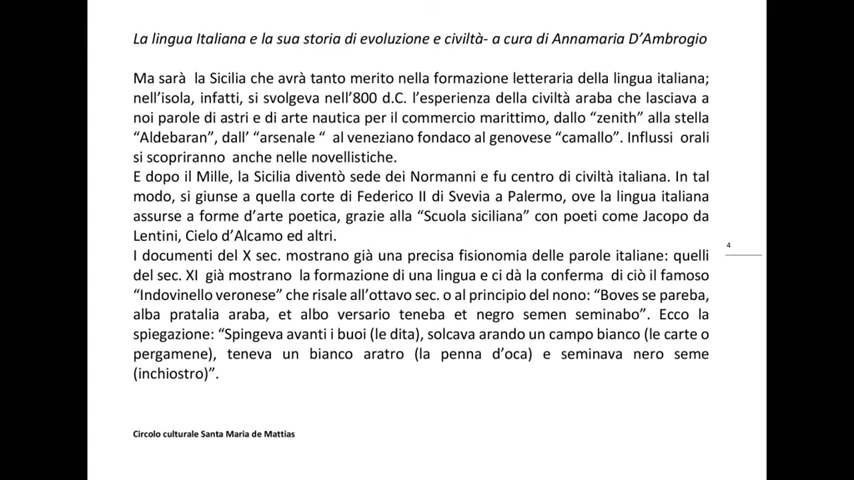 La lingua Italiana e la sua storia di evoluzione e civiltà- a cura di Annamaria D’Ambrogio
Ma sarà  la Sicilia che avrà tanto merito nella formazione letteraria della lingua italiana;
nell’isola, infatti, si svolgeva nell’800 d.C. l’esperienza della civiltà araba che lasciava a
noi parole di astri e di arte nautica per il commercio marittimo, dallo “zenith” alla stella
“Aldebaran”, dall’ “arsenale “  al veneziano fondaco al genovese “camallo”. Influssi  orali
si scopriranno  anche nelle novellistiche.
E dopo il Mille, la Sicilia diventò sede dei Normanni e fu centro di civiltà italiana. In tal
modo, si giunse a quella corte di Federico II di Svevia a Palermo, ove la lingua italiana
assurse a forme d’arte poetica, grazie alla “Scuola siciliana” con poeti come Jacopo da
Lentini, Cielo d’Alcamo ed altri.
I documenti del X sec. mostrano già una precisa fisionomia delle parole italiane: quelli
del sec. XI  già mostrano  la formazione di una lingua e ci dà la conferma  di ciò il famoso
“Indovinello veronese” che risale all’ottavo sec. o al principio del nono: “Boves se pareba,
alba pratalia araba, et albo versario teneba et negro semen seminabo”. Ecco la
spiegazione: “Spingeva avanti i buoi (le dita), solcava arando un campo bianco (le carte o
pergamene), teneva un bianco aratro (la penna d’oca) e seminava nero seme
(inchiostro)”.
4
Circolo culturale Santa Maria de Mattias